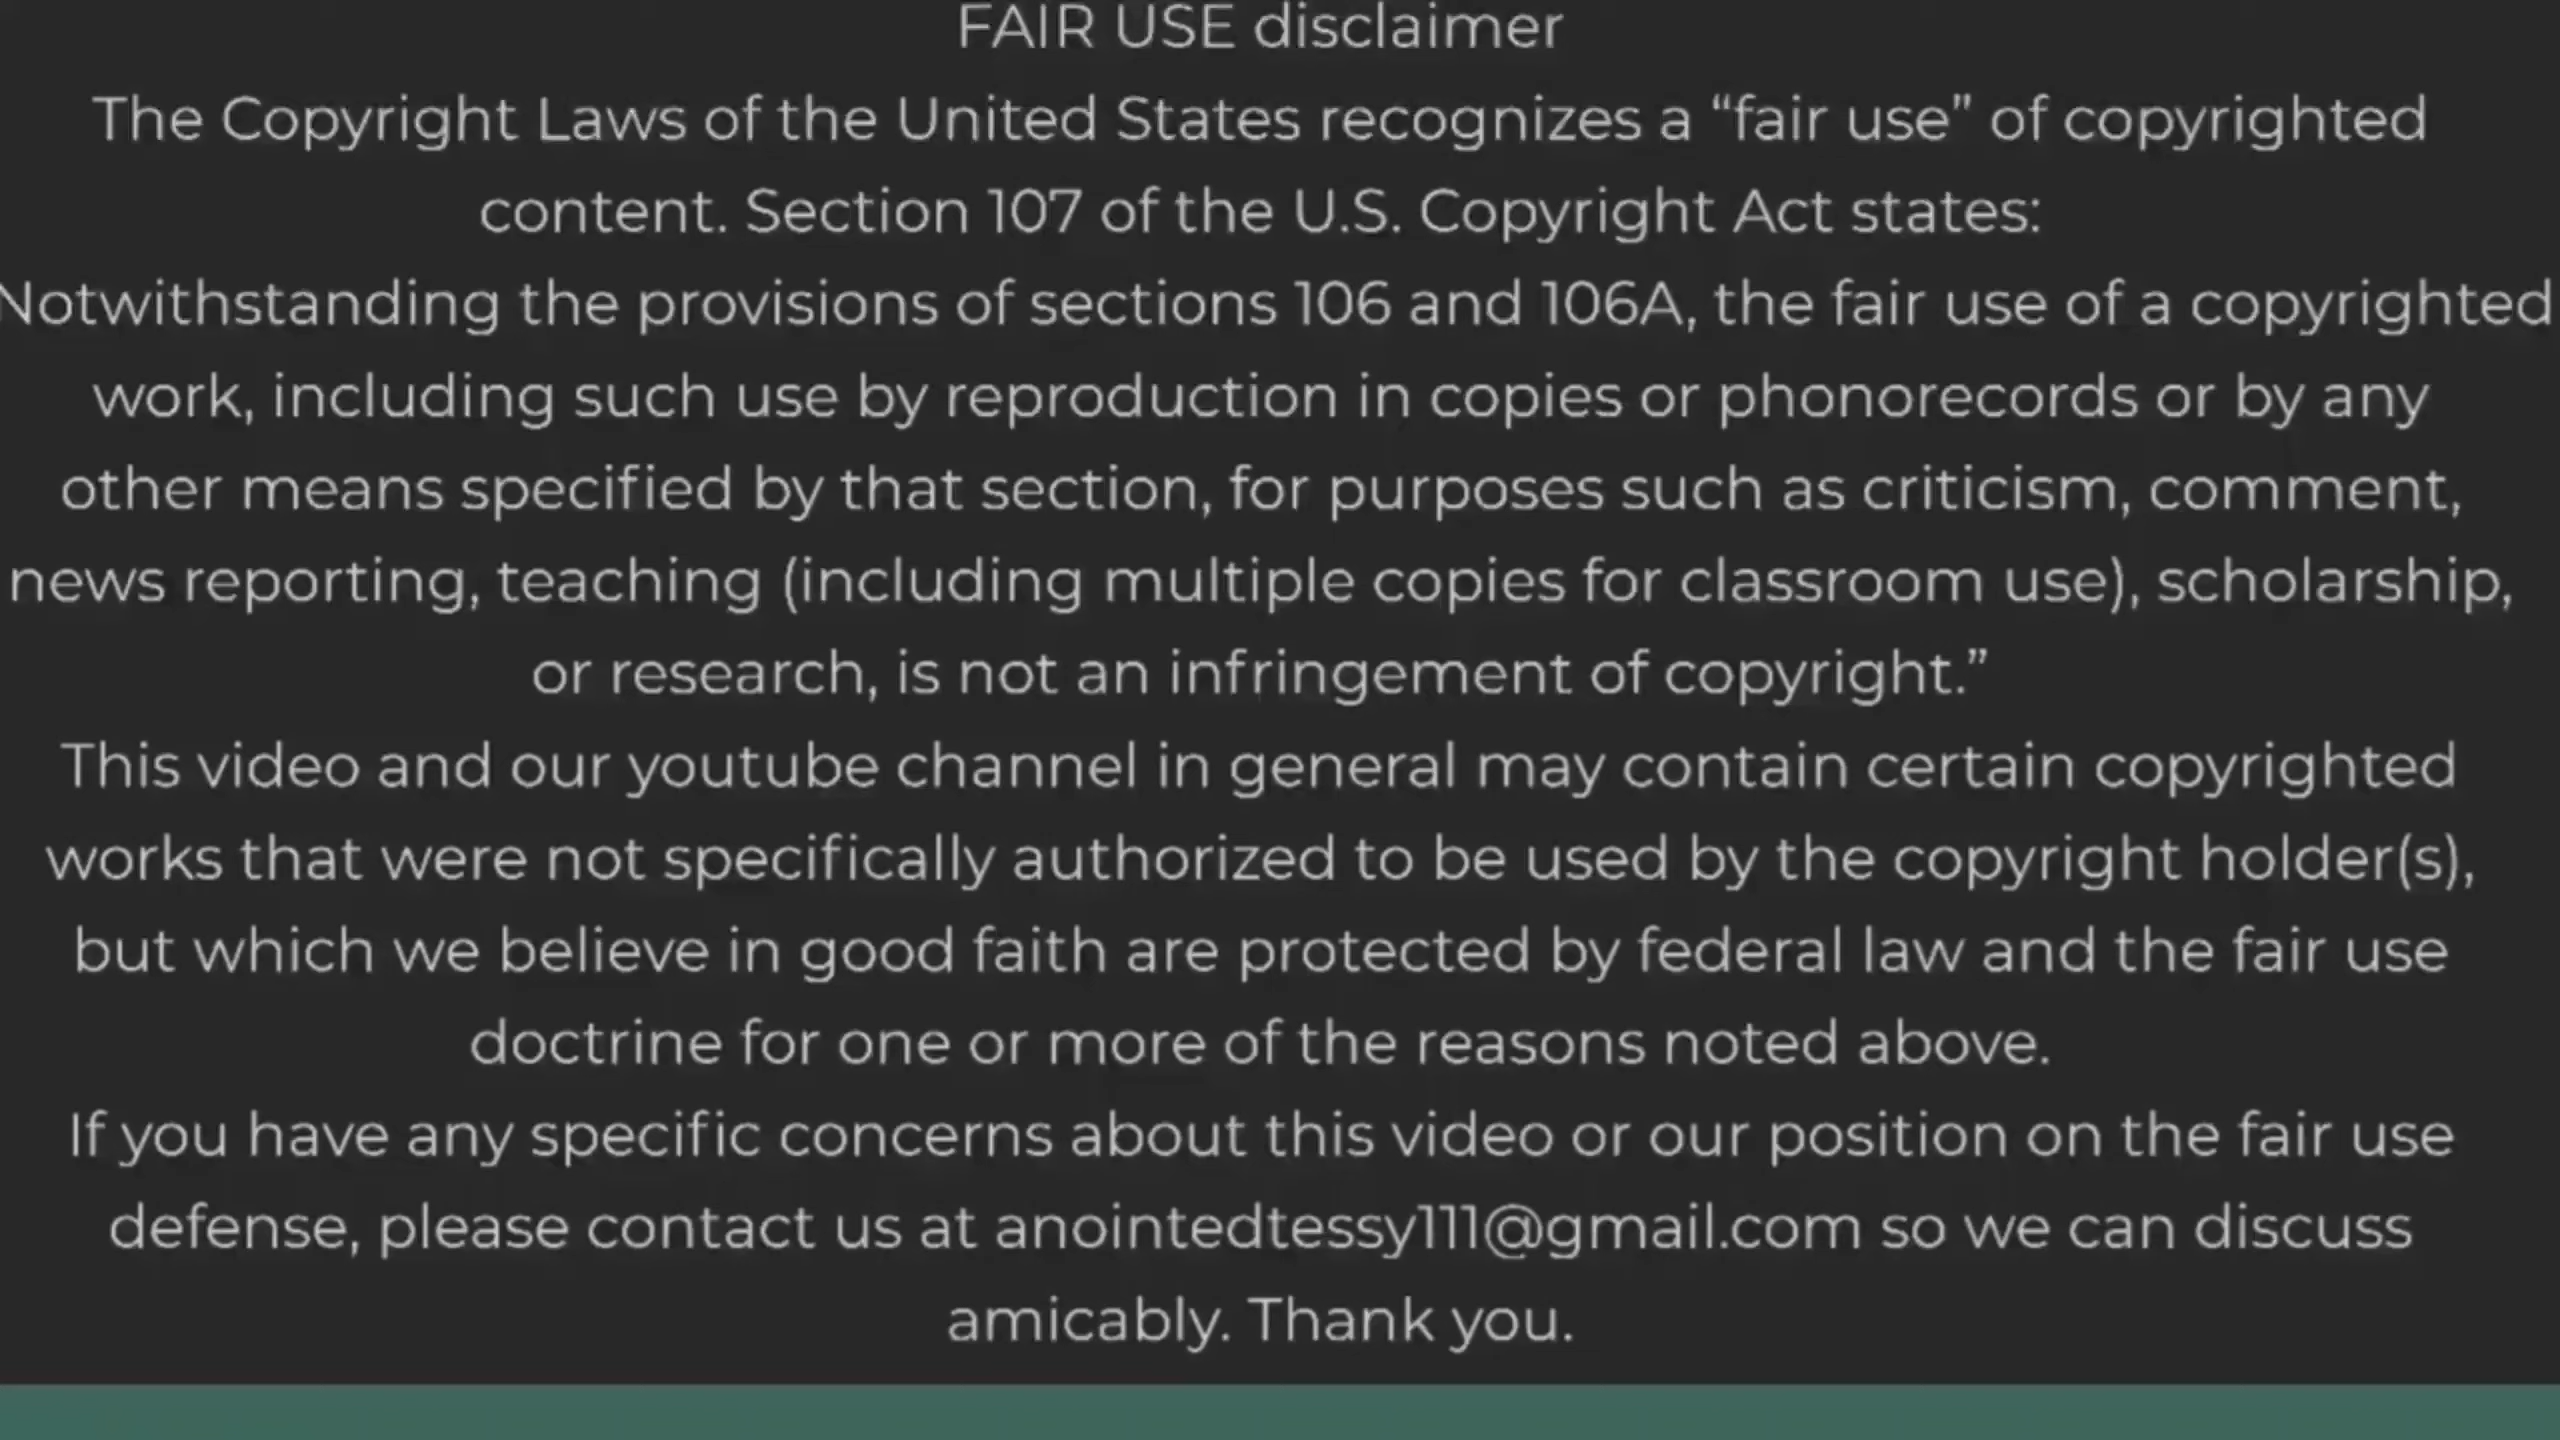 FAIR USE disclaimer
The Copyright Laws of the United States recognizes a “fair use” of copyrighted
content. Section 107 of the U.S. Copyright Act states:
Notwithstanding the provisions of sections 106 and 106A, the fair use of a copyrighted
work, including such use by reproduction in copies or phonorecords or by any
other means specified by that section, for purposes such as criticism, comment,
news reporting, teaching (including multiple copies for classroom use), scholarship,
or research, is not an infringement of copyright.”
This video and our youtube channel in general may contain certain copyrighted
works that were not specifically authorized to be used by the copyright holder(s),
but which we believe in good faith are protected by federal law and the fair use
doctrine for one or more of the reasons noted above.
If you have any specific concerns about this video or our position on the fair use
defense, please contact us at anointedtessy111@gmail.com so we can discuss
amicably. Thank you.